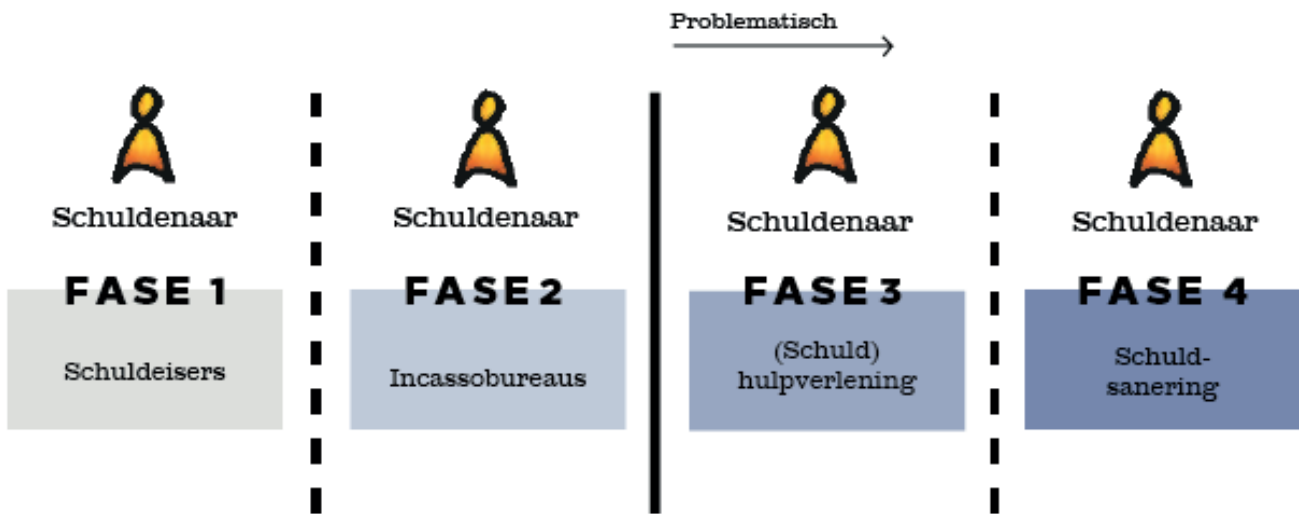 Problematisch
Schuldenaar
Schuldenaar
Schuldenaar
Schuldenaar
FASE 1
Schuldeisers
FASE 2
Incassobureaus
FASE 3
(Schuld)
hulpverlening
FASE 4
Schuld-
sanering